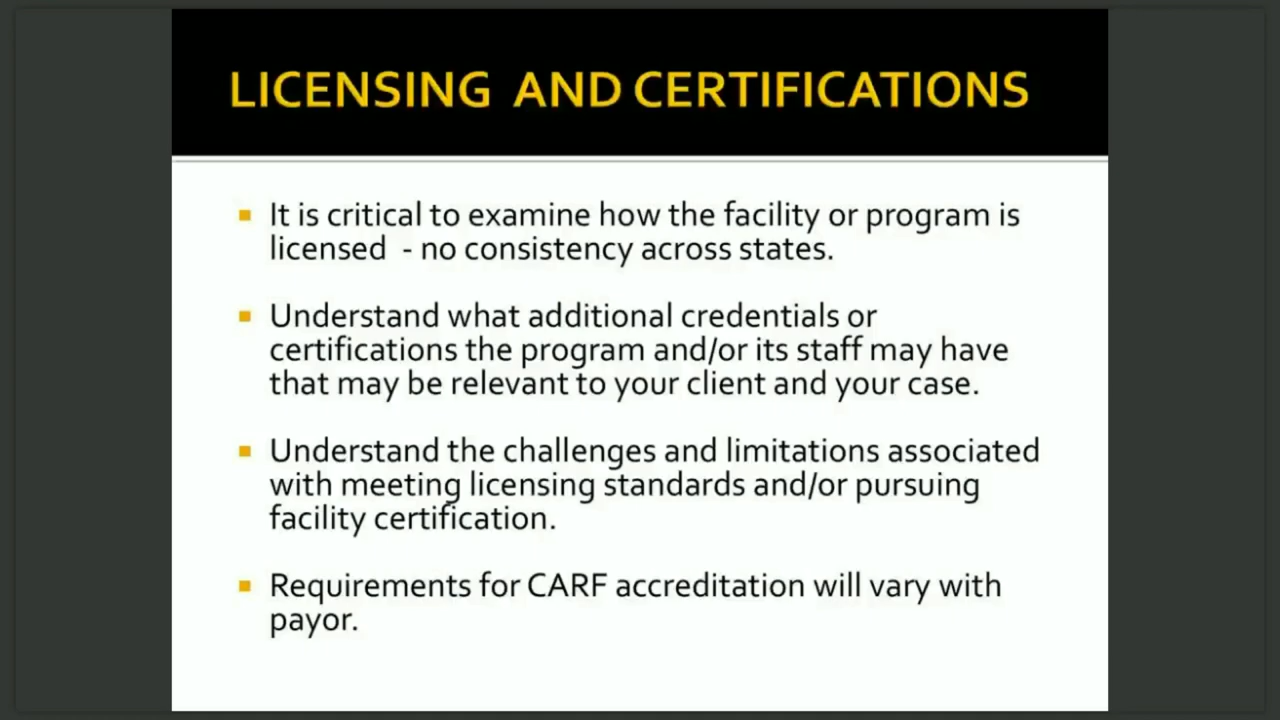 LICENSING AND CERTIFICATIONS
It is critical to examine how the facility or program is
licensed - no consistency across states.
Understand what additional credentials or
certifications the program and/or its staff may have
that may be relevant to your client and your case.
Understand the challenges and limitations associated
with meeting licensing standards and/or pursuing
facility certification.
Requirements for CARF accreditation will vary with
payor.